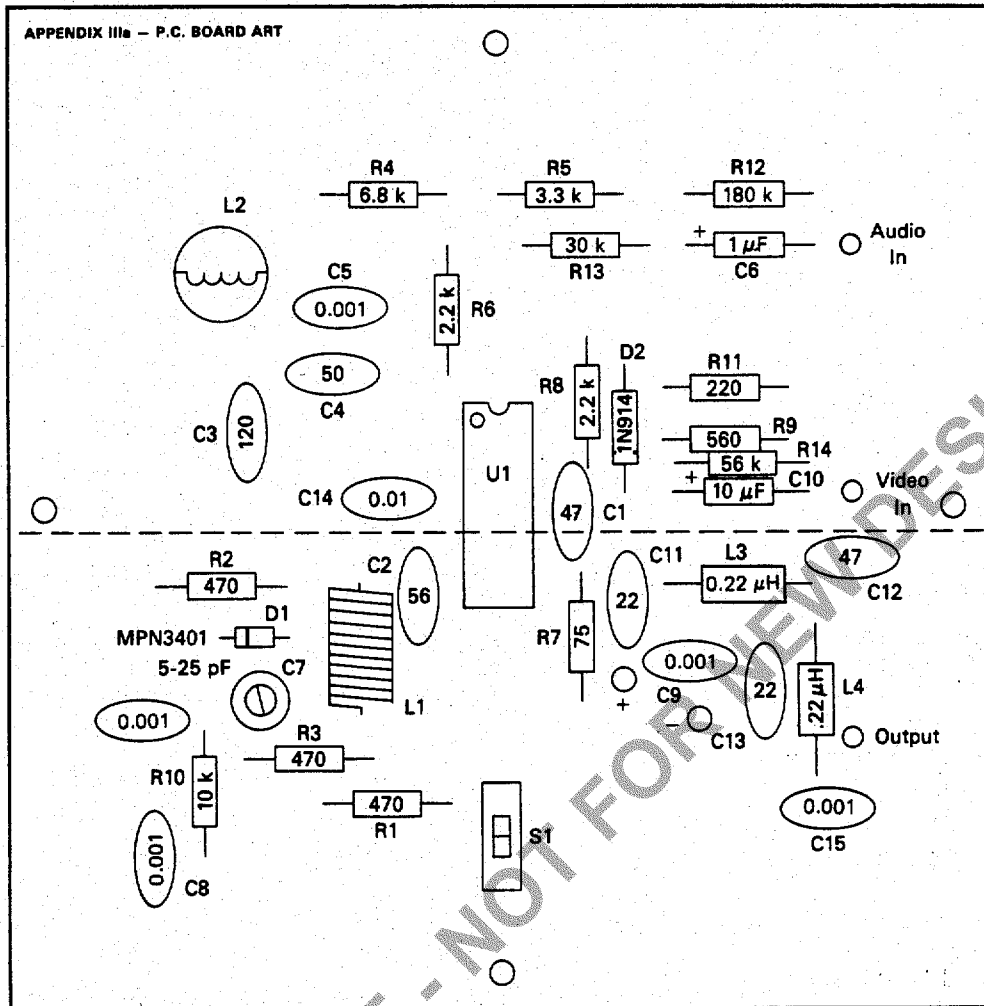 APPENDIX IIIa – P.C. BOARD ART
R4
6.8 k
R5
3.3 k
R12
180 k
L2
30 k
R13
+
1 µF
C6
Audio
In
C5
0.001
2.2 k
R6
50
C4
C3
120
R8
2.2 k
D2
1N914
R11
220
R9
560
R14
56 k
+
10 µF
C10
U1
C14
0.01
47
C1
Video
In
R2
470
C2
56
C11
22
L3
0.22 µH
47
C12
D1
MPN3401
5-25 pF
C7
L1
R7
75
+
0.001
C9
–
C13
22
.22µH
L4
Output
0.001
R3
470
R10
10 k
470
R1
S1
0.001
C15
0.001
C8
- NOT FOR NEW DESI